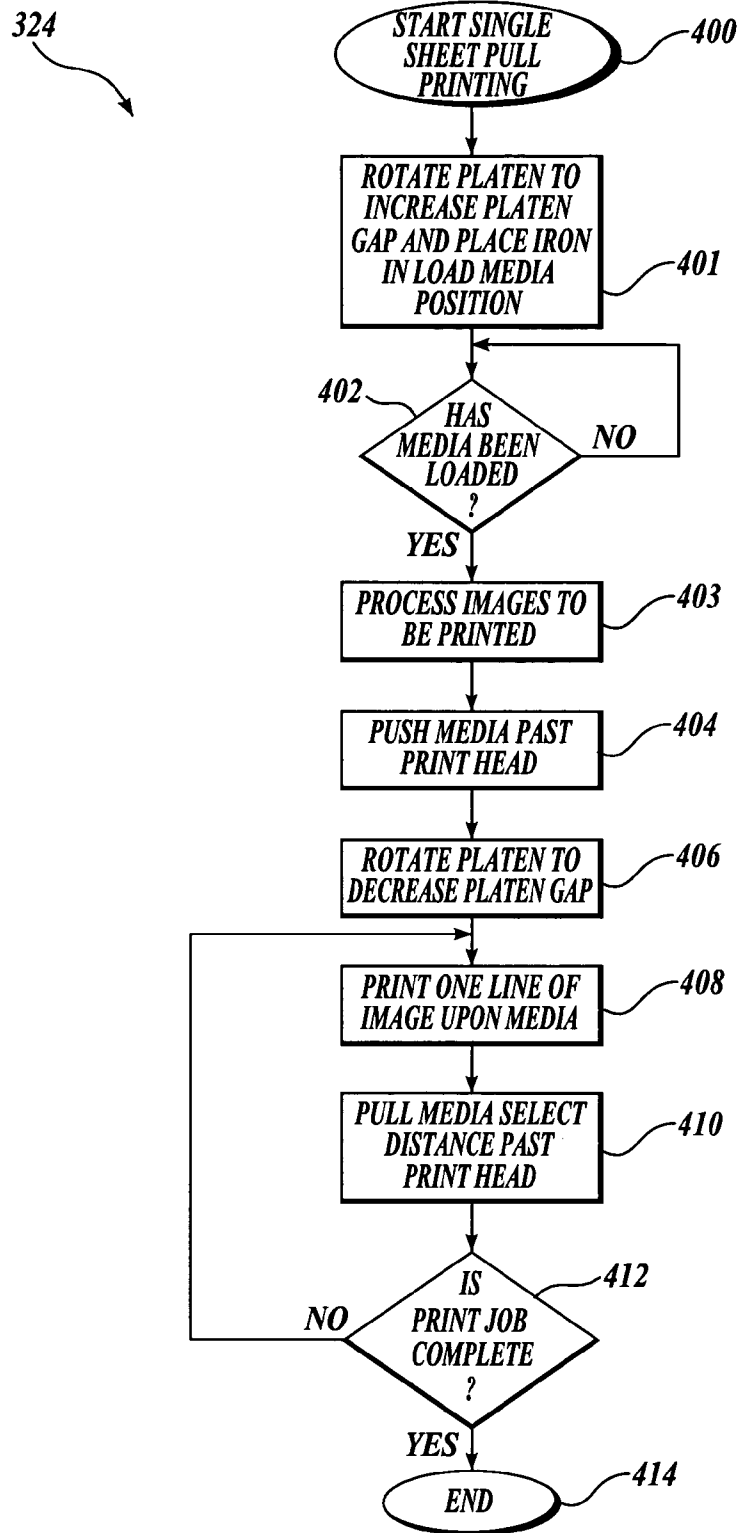 324
START SINGLE
SHEET PULL
PRINTING
400
ROTATE PLATEN TO
INCREASE PLATEN
GAP AND PLACE IRON
IN LOAD MEDIA
POSITION
401
402
HAS
MEDIA BEEN
LOADED
?
NO
YES
PROCESS IMAGES TO
BE PRINTED
403
PUSH MEDIA PAST
PRINT HEAD
404
ROTATE PLATEN TO
DECREASE PLATEN GAP
406
PRINT ONE LINE OF
IMAGE UPON MEDIA
408
PULL MEDIA SELECT
DISTANCE PAST
PRINT HEAD
410
IS
PRINT JOB
COMPLETE
?
412
NO
YES
END
414